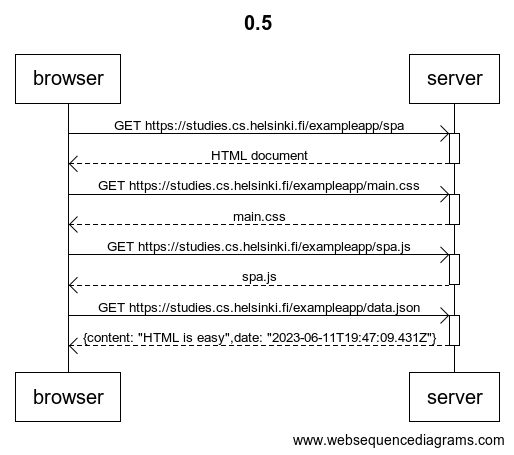 0.5
browser
server
GET https://studies.cs.helsinki.fi/exampleapp/spa
HTML document
GET https://studies.cs.helsinki.fi/exampleapp/main.css
main.css
GET https://studies.cs.helsinki.fi/exampleapp/spa.js
spa.js
GET https://studies.cs.helsinki.fi/exampleapp/data.json
{content: "HTML is easy",date: "2023-06-11T19:47:09.431Z"}
browser
server
www.websequencediagrams.com